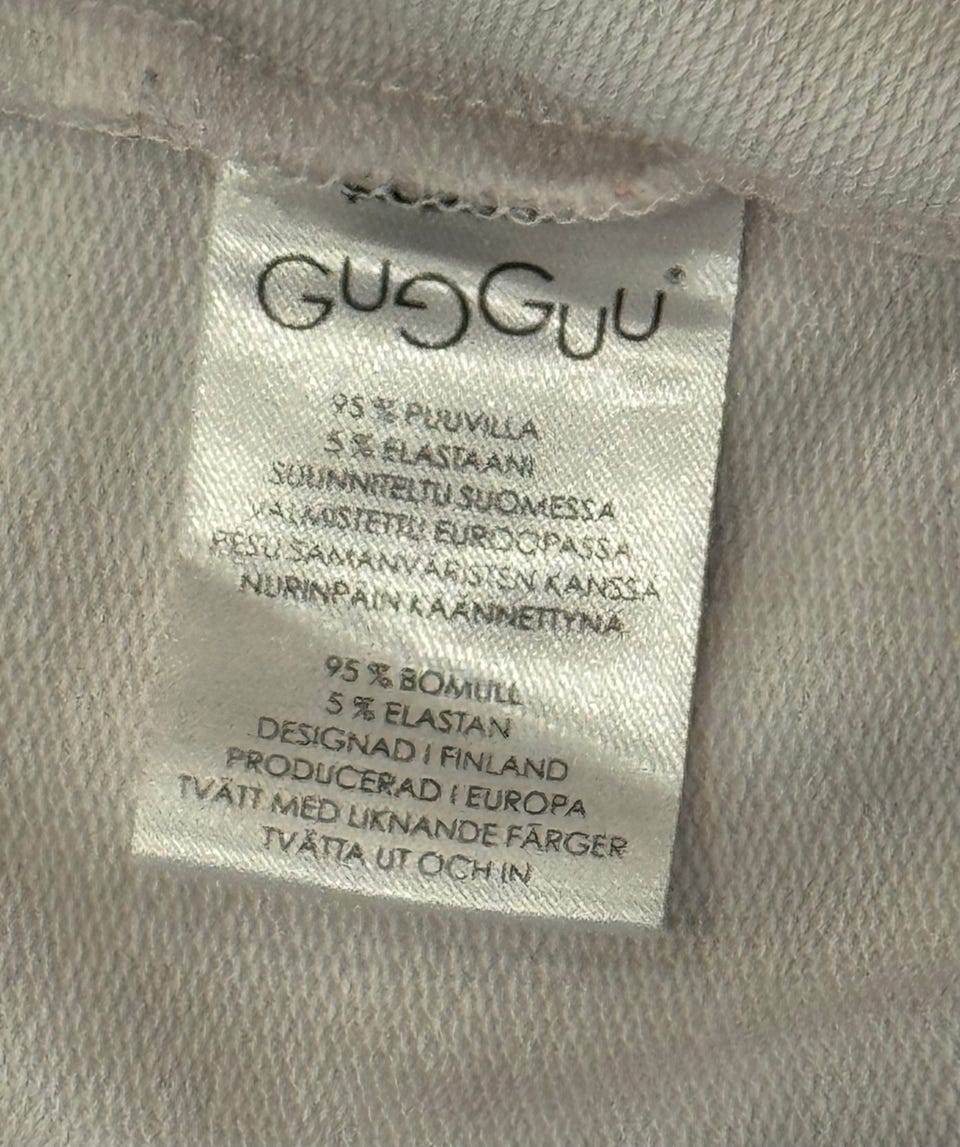 GUGGUU
95 % PUUVILLA
5 % ELASTAANI
SUUNNITELTU SUOMESSA
VALMISTETTU EUROOPASSA
PESU SAMANVÄRISTEN KANSSA
NURINPÄIN KÄÄNNETTYNÄ
95 % BOMULL
5 % ELASTAN
DESIGNAD I FINLAND
PRODUCERAD I EUROPA
TVÄTT MED LIKNANDE FÄRGER
TVÄTTA UT OCH IN